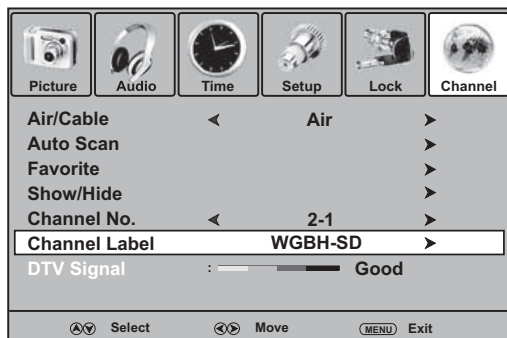 Picture Audio Time Setup Lock Channel
Air/Cable Air
Auto Scan
Favorite
Show/Hide
Channel No. 2-1
Channel Label WGBH-SD
DTV Signal : Good
Select Move MENU Exit